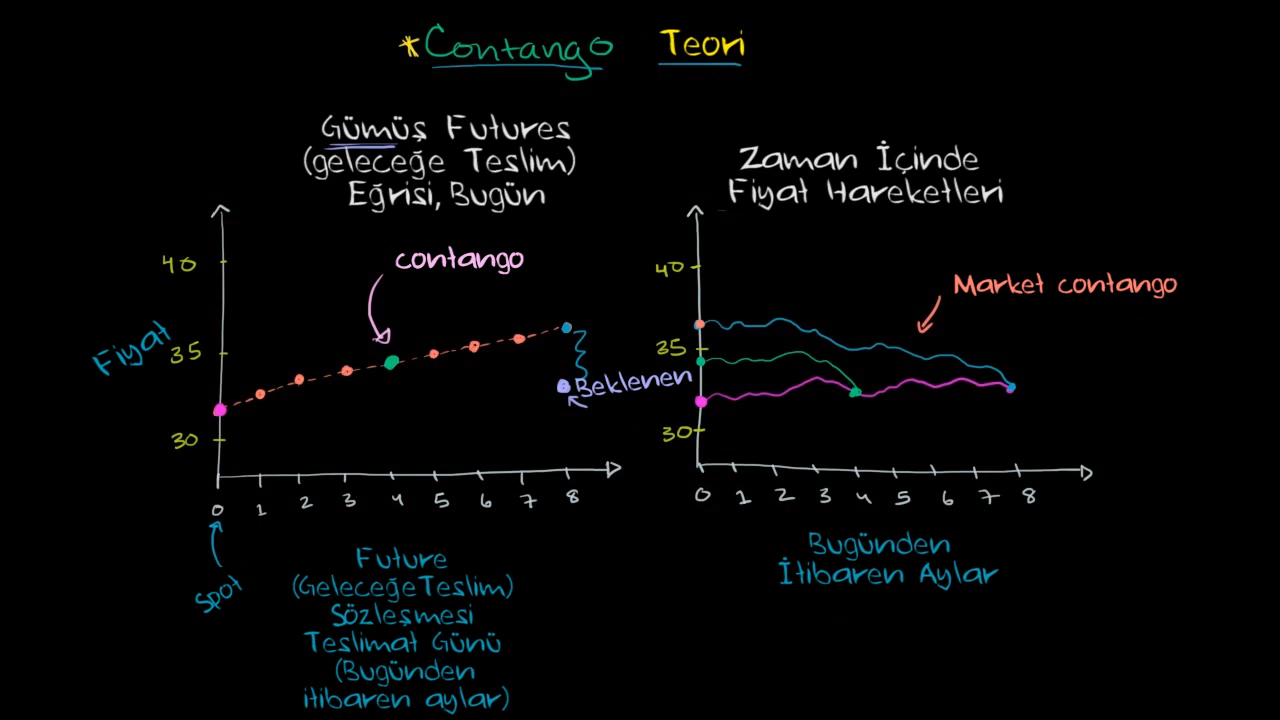 *Contango Teori
Gümüş Futures
(geleceğe Teslim)
Eğrisi, Bugün
contango
40
35
30
Fiyat
Beklenen
0 1 2 3 4 5 6 7 8
Spot
Future
(Geleceğe Teslim)
Sözleşmesi
Teslimat Günü
(Bugünden
itibaren aylar)
Zaman İçinde
Fiyat Hareketleri
Market contango
40
35
30
0 1 2 3 4 5 6 7 8
Bugünden
İtibaren Aylar